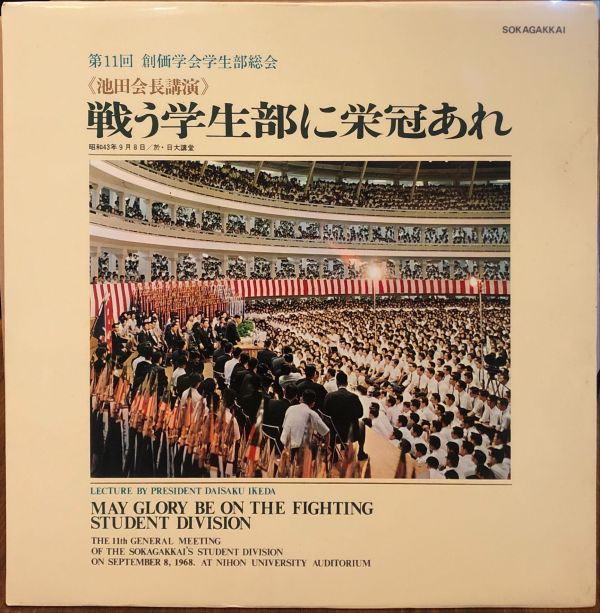 SOKAGAKKAI
第11回 創価学会学生部総会
《池田会長講演》
戦う学生部に栄冠あれ
昭和43年9月8日／於・日大講堂
LECTURE BY PRESIDENT DAISAKU IKEDA
MAY GLORY BE ON THE FIGHTING
STUDENT DIVISION
THE 11th GENERAL MEETING
OF THE SOKAGAKKAI'S STUDENT DIVISION
ON SEPTEMBER 8, 1968. AT NIHON UNIVERSITY AUDITORIUM